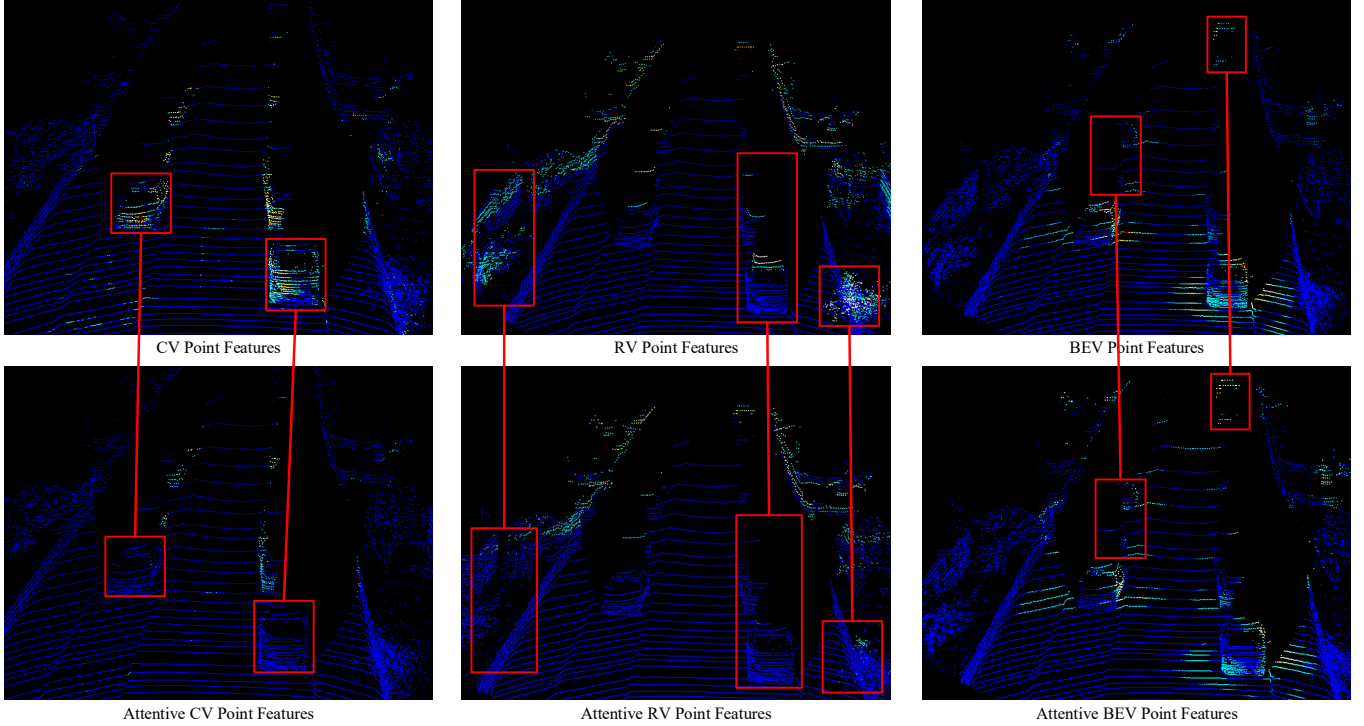 CV Point Features
RV Point Features
BEV Point Features
Attentive CV Point Features
Attentive RV Point Features
Attentive BEV Point Features